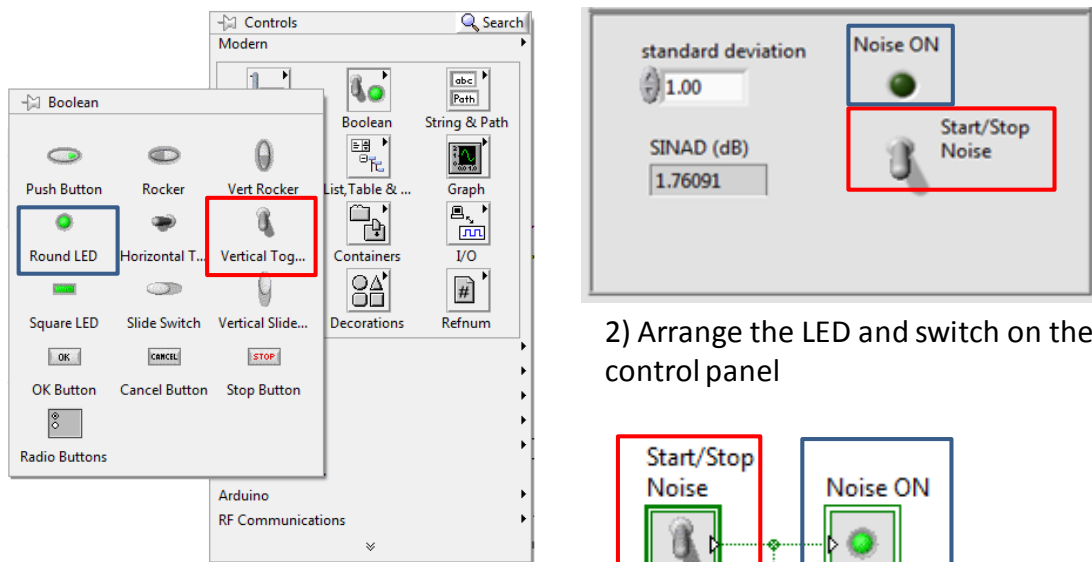 Controls
Search
Modern
Boolean
abc
Path
Boolean
String & Path
Push Button
Rocker
Vert Rocker
List,Table & ...
Graph
Round LED
Horizontal T...
Vertical Tog...
Containers
I/O
#
Square LED
Slide Switch
Vertical Slide...
Decorations
Refnum
OK
CANCEL
STOP
OK Button
Cancel Button
Stop Button
Radio Buttons
Arduino
RF Communications
standard deviation
1.00
Noise ON
SINAD (dB)
1.76091
Start/Stop
Noise
2) Arrange the LED and switch on the
control panel
Start/Stop
Noise
Noise ON